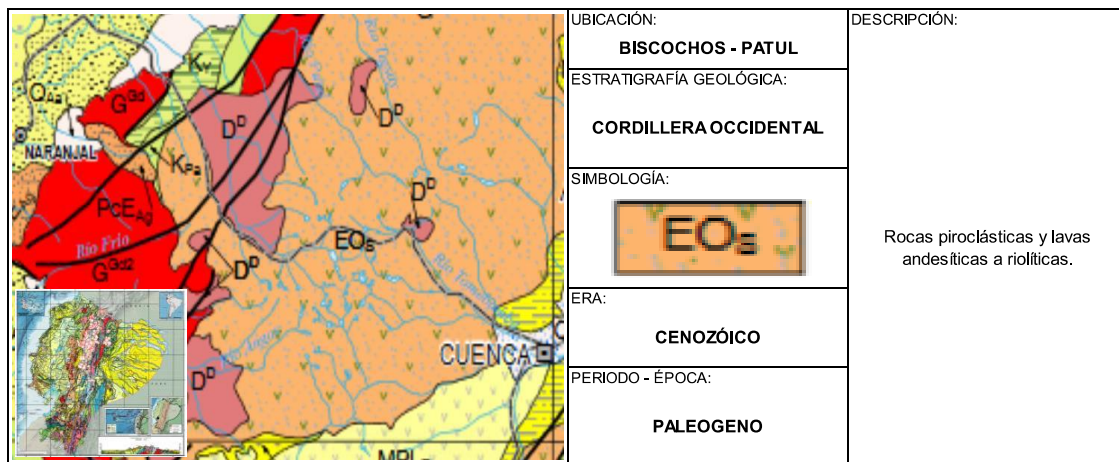 UBICACIÓN:
BISCOCHOS - PATUL
ESTRATIGRAFÍA GEOLÓGICA:
CORDILLERA OCCIDENTAL
SIMBOLOGÍA:
EOs
ERA:
CENOZÓICO
PERIODO - ÉPOCA:
PALEOGENO
DESCRIPCIÓN:
Rocas piroclásticas y lavas
andesíticas a riolíticas.
QAa
GGd
NARANJAL
KPa
DD
DD
DD
PcEAg
Río Frío
GGd2
DD
EOs
CUENCA
DD